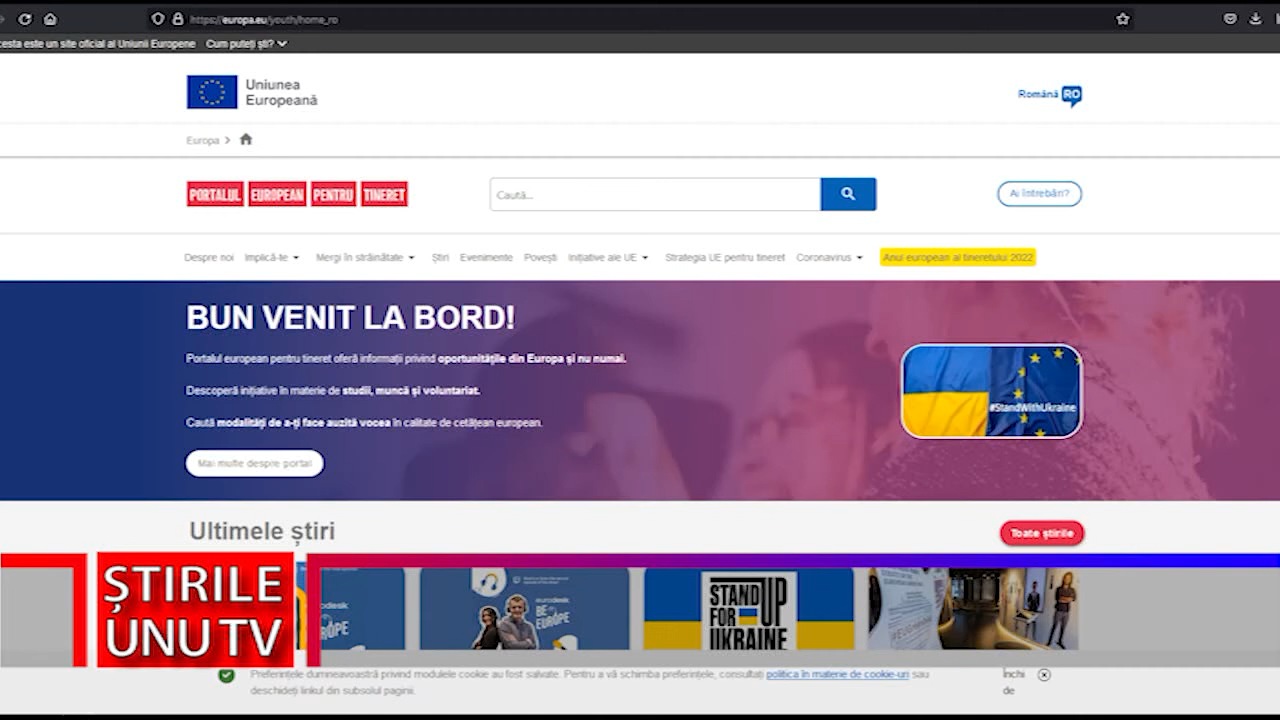 https://europa.eu/youth/home_ro
cesta este un site oficial al Uniunii Europene Cum puteți ști?
Uniunea
Europeană
Română RO
Europa
PORTALUL EUROPEAN PENTRU TINERET
Caută...
Ai întrebări?
Despre noi Implică-te Mergi în străinătate Știri Evenimente Povești Inițiative ale UE Strategia UE pentru tineret Coronavirus Anul european al tineretului 2022
BUN VENIT LA BORD!
Portalul european pentru tineret oferă informații privind oportunitățile din Europa și nu numai.
Descoperă inițiative în materie de studii, muncă și voluntariat.
Caută modalități de a-ți face auzită vocea în calitate de cetățean european.
#StandWithUkraine
Mai multe despre portal
Ultimele știri
Toate știrile
ȘTIRILE
UNU TV
eurodesk
BE
EUROPE
STAND UP
FOR
UKRAINE
Preferințele dumneavoastră privind modulele cookie au fost salvate. Pentru a vă schimba preferințele, consultați politica în materie de cookie-uri sau
deschideți linkul din subsolul paginii.
Închi
de